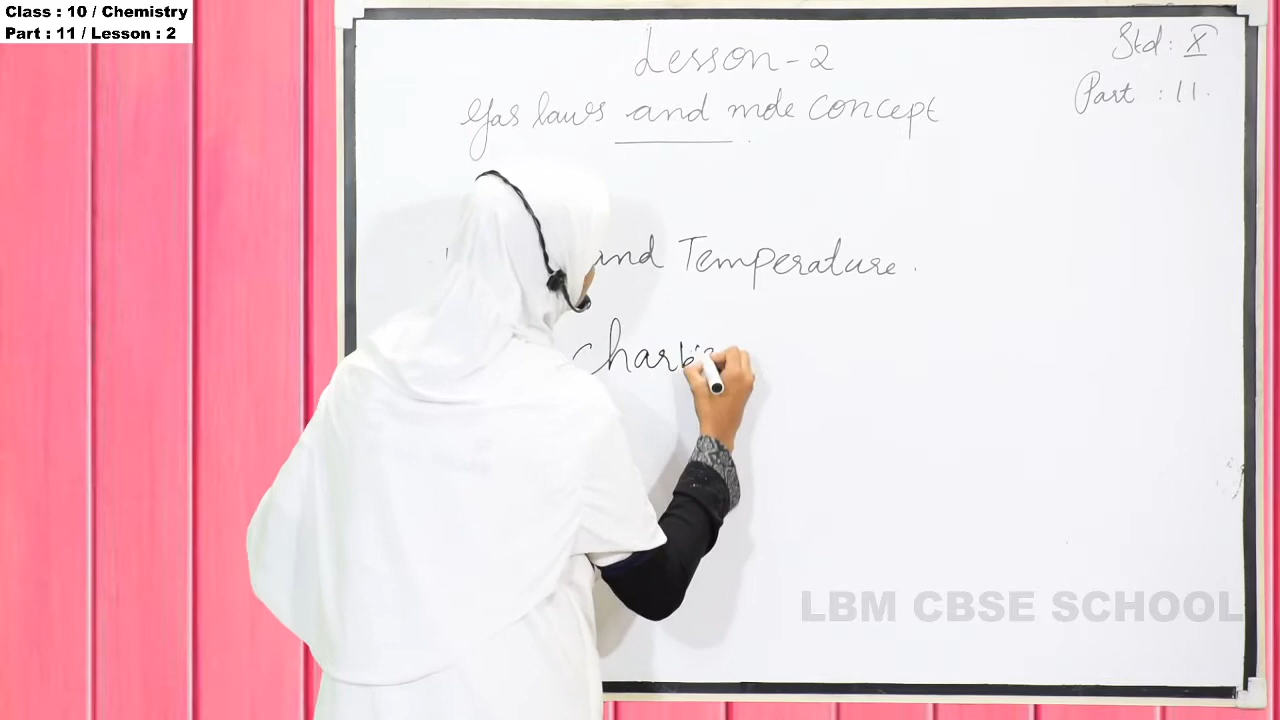 Class : 10 / Chemistry
Part : 11 / Lesson : 2
Lesson - 2
Std : X
Gas laws and mole concept
Part : 11.
and Temperature.
LBM CBSE SCHOOL